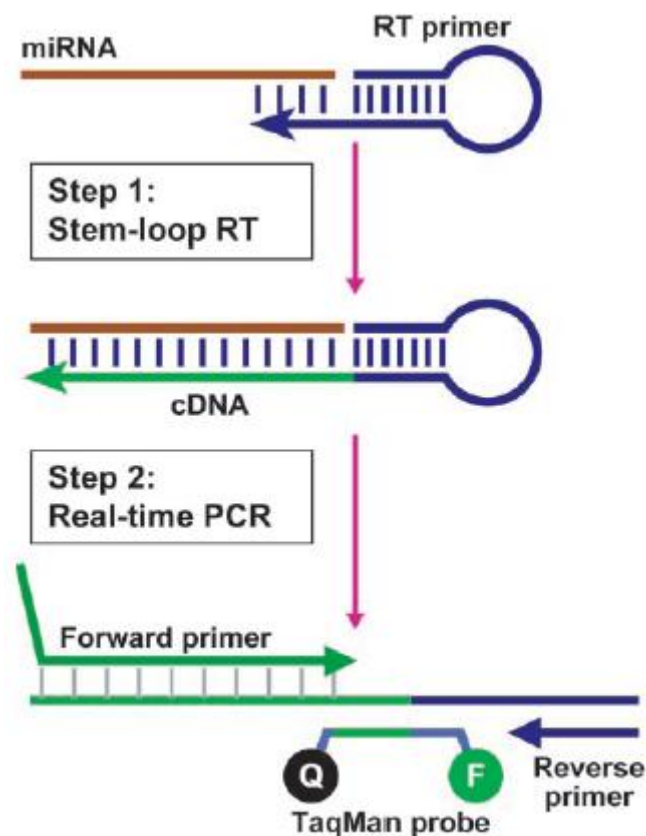 RT primer
miRNA
Step 1:
Stem-loop RT
cDNA
Step 2:
Real-time PCR
Forward primer
Q
F
Reverse
primer
TaqMan probe